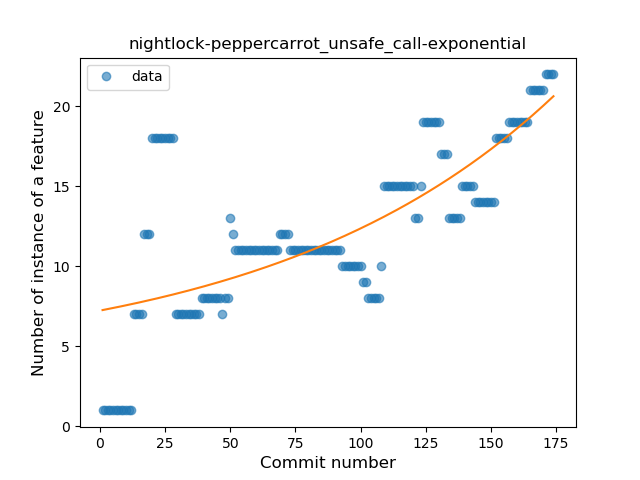 nightlock-peppercarrot_unsafe_call-exponential
data
Number of instance of a feature
20
15
10
5
0
0 25 50 75 100 125 150 175
Commit number